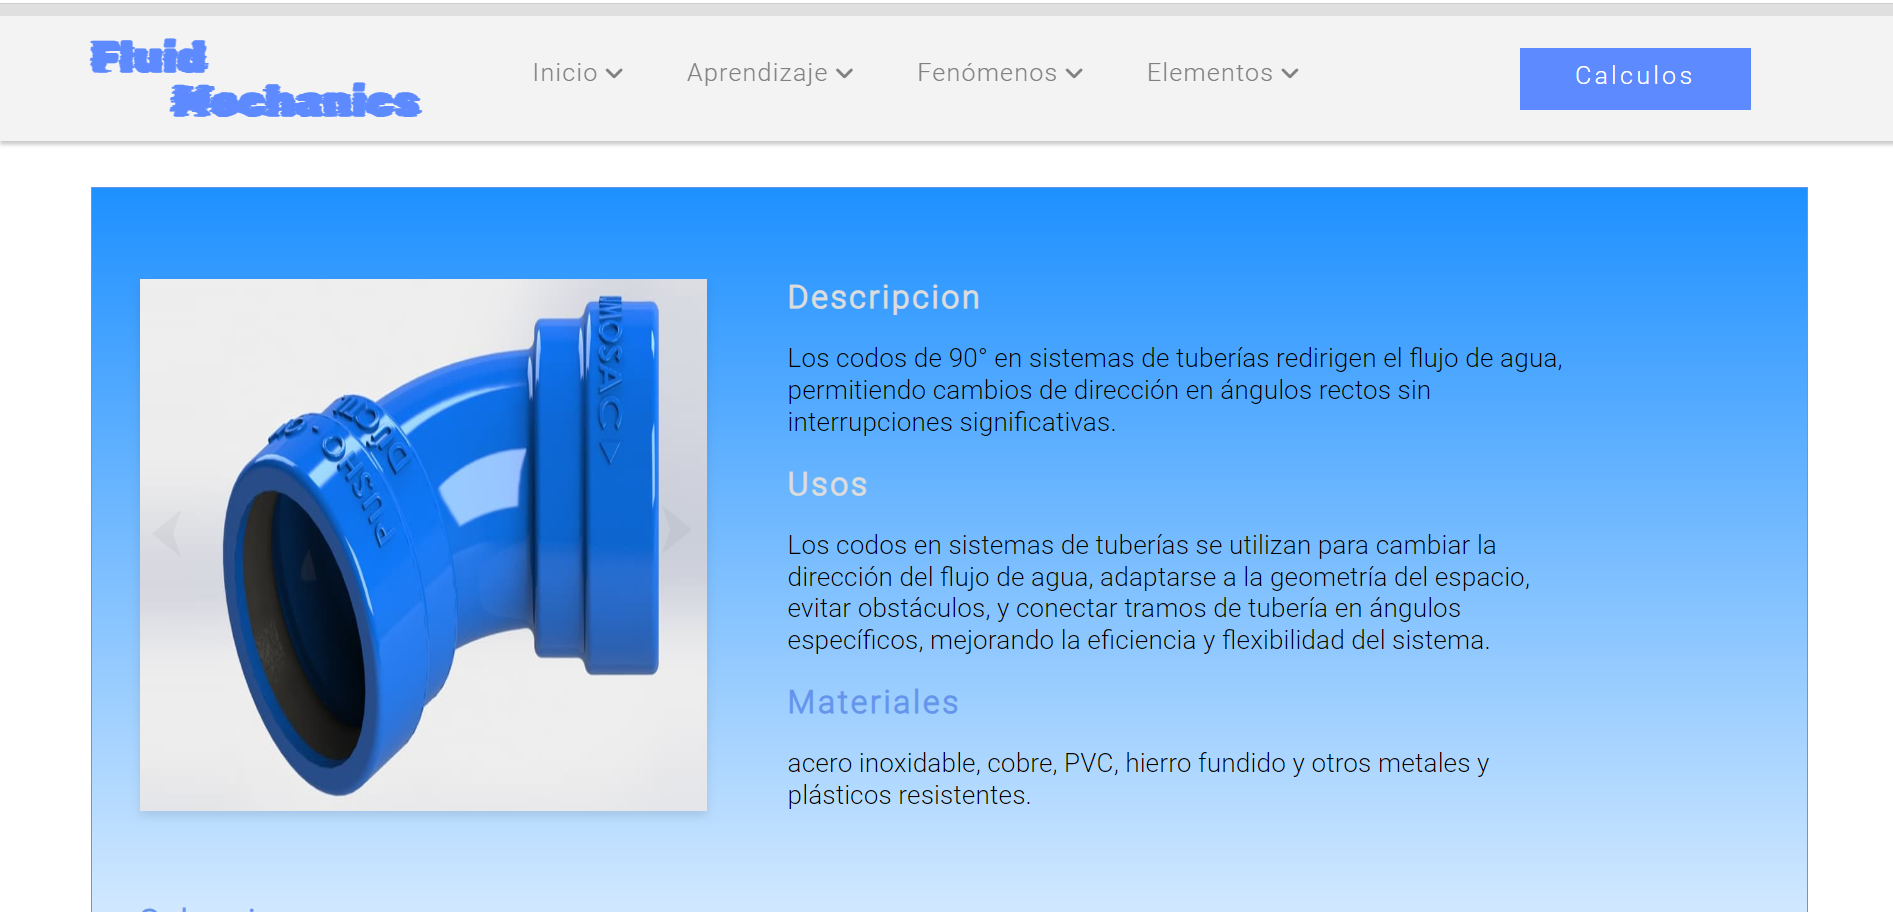 Fluid
Mechanics
Inicio
Aprendizaje
Fenómenos
Elementos
Calculos
IMOSAC
DUCTIL
PUSH O
Descripcion
Los codos de 90° en sistemas de tuberías redirigen el flujo de agua,
permitiendo cambios de dirección en ángulos rectos sin
interrupciones significativas.
Usos
Los codos en sistemas de tuberías se utilizan para cambiar la
dirección del flujo de agua, adaptarse a la geometría del espacio,
evitar obstáculos, y conectar tramos de tubería en ángulos
específicos, mejorando la eficiencia y flexibilidad del sistema.
Materiales
acero inoxidable, cobre, PVC, hierro fundido y otros metales y
plásticos resistentes.